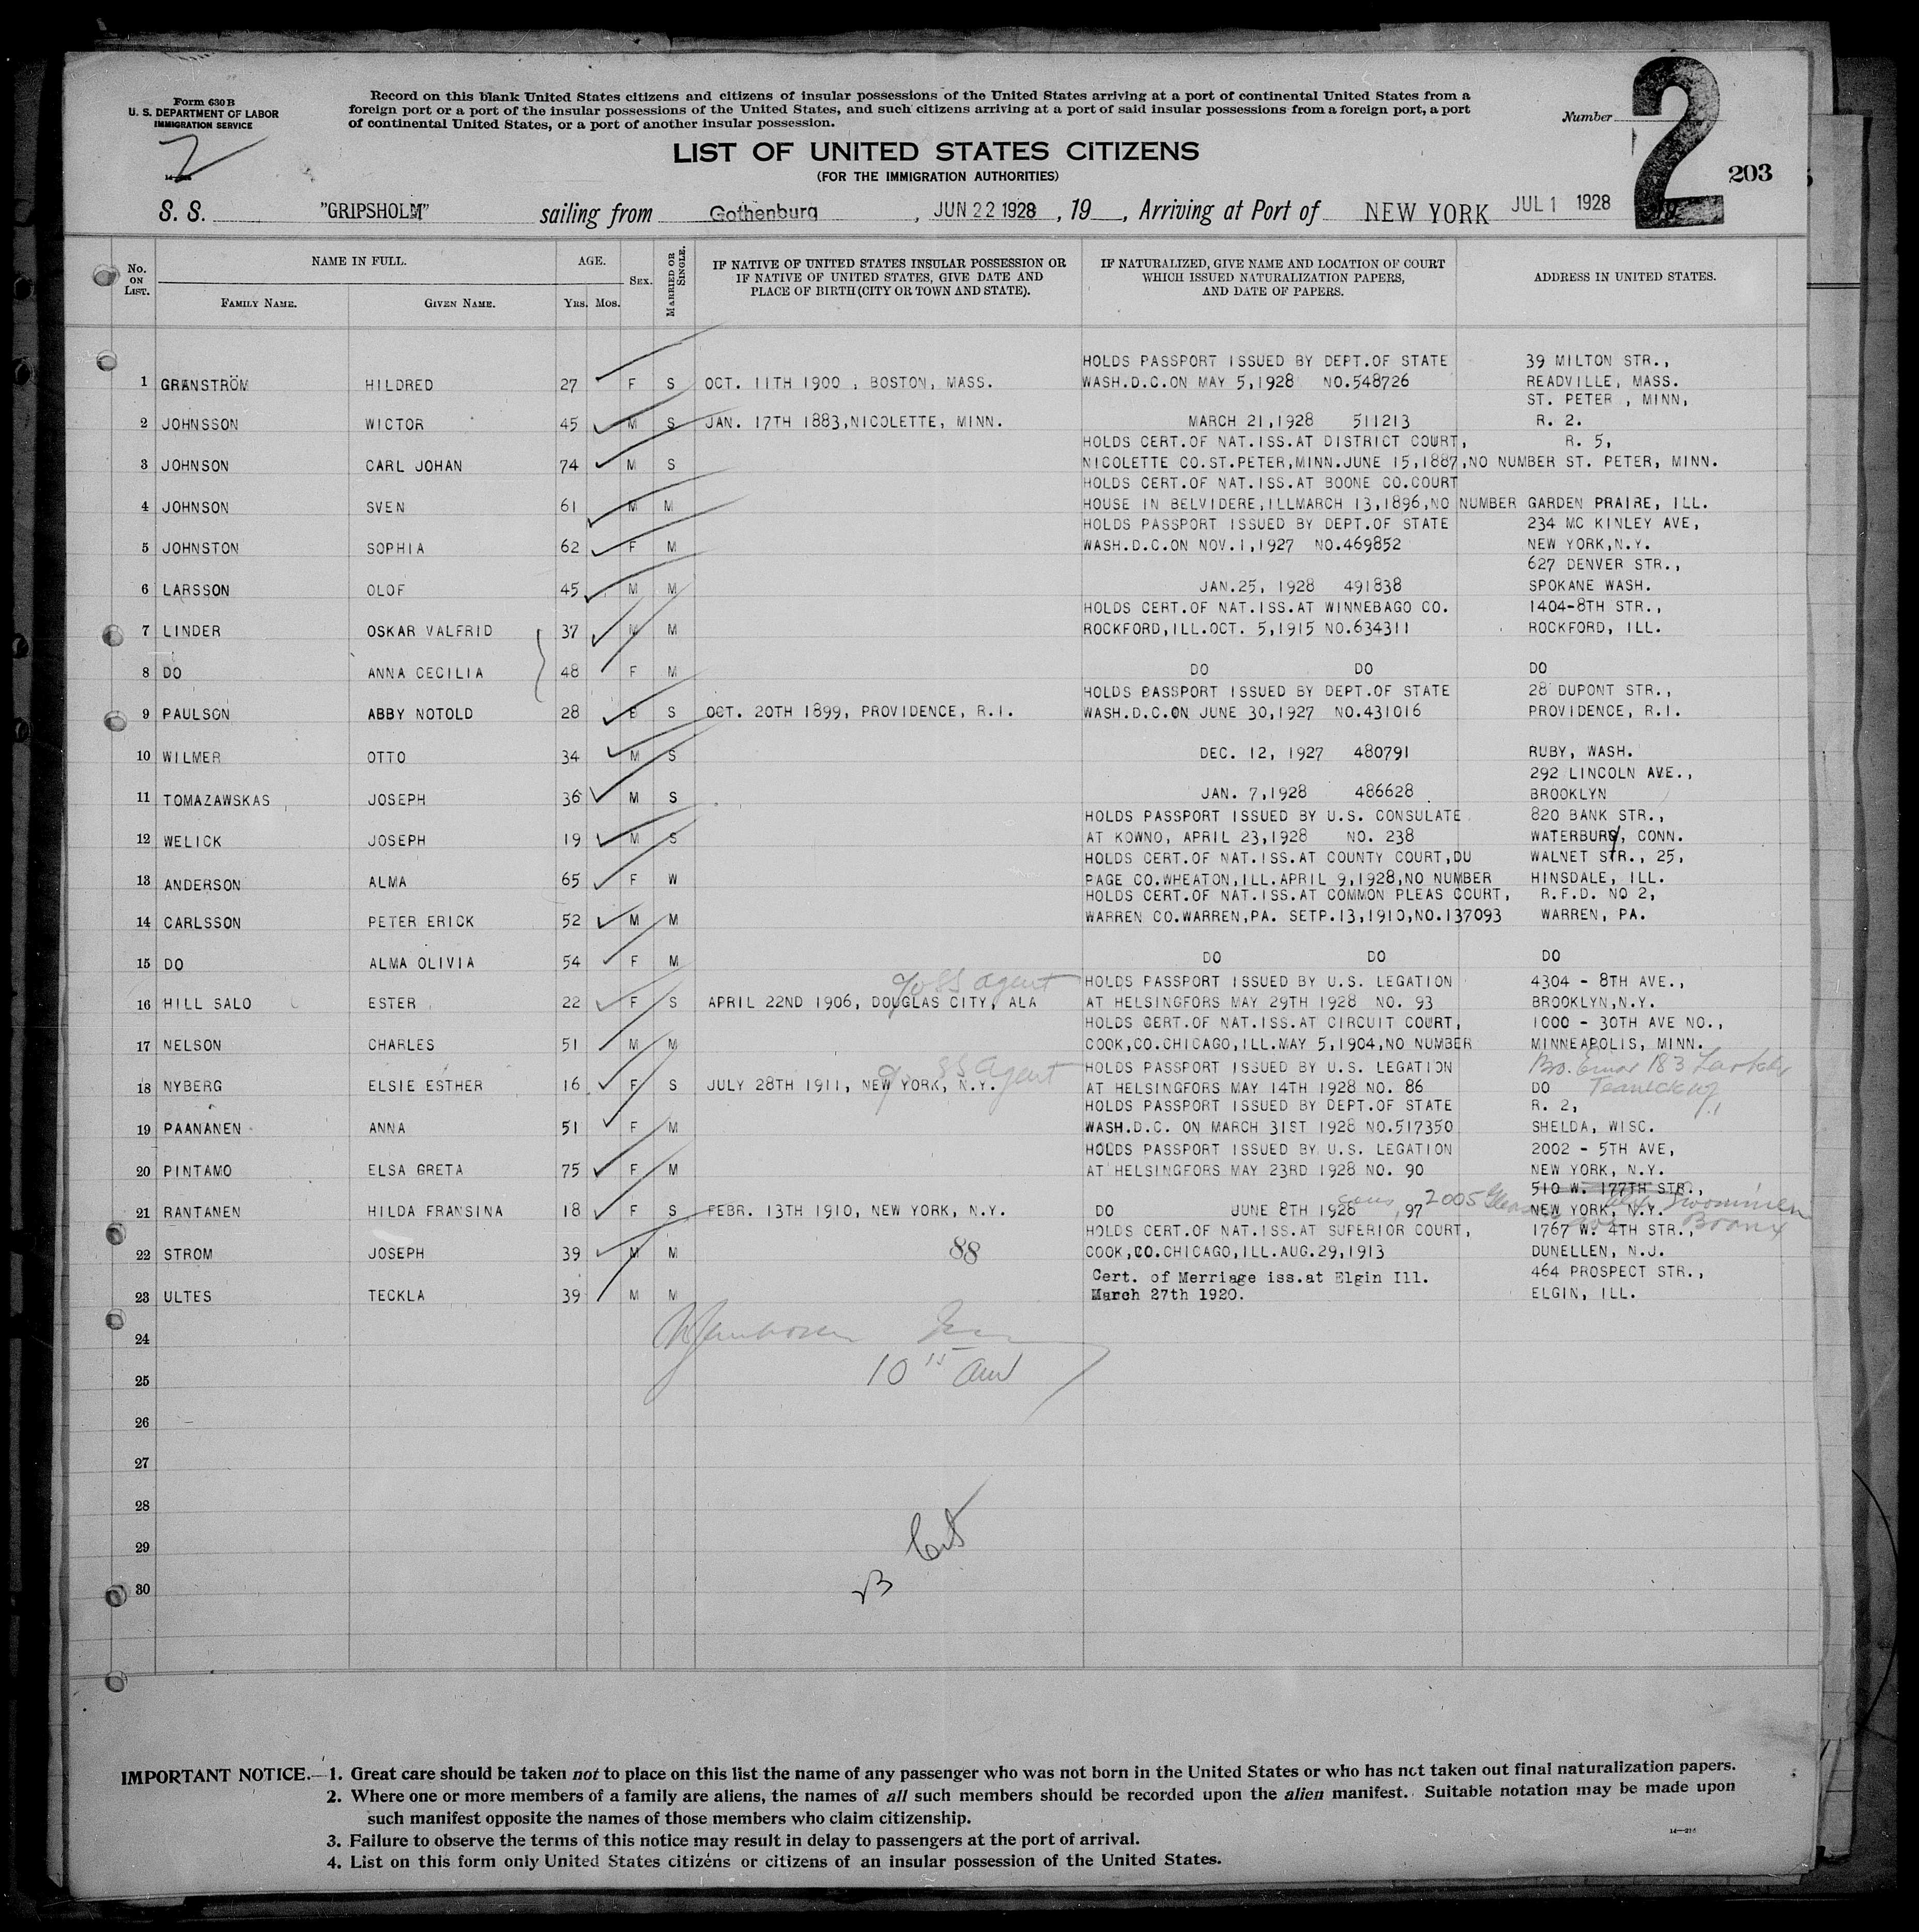 Form 630 B
U. S. DEPARTMENT OF LABOR
IMMIGRATION SERVICE
2
Record on this blank United States citizens and citizens of insular possessions of the United States arriving at a port of continental United States from a
foreign port or a port of the insular possessions of the United States, and such citizens arriving at a port of said insular possessions from a foreign port, a port
of continental United States, or a port of another insular possession.
Number 2
203
LIST OF UNITED STATES CITIZENS
(FOR THE IMMIGRATION AUTHORITIES)
S. S. "GRIPSHOLM" sailing from Gothenburg, JUN 22 1928, 19__, Arriving at Port of NEW YORK JUL 1 1928
No. ON LIST. NAME IN FULL. FAMILY NAME. GIVEN NAME. AGE. YRS. MOS. SEX. MARRIED OR SINGLE. IF NATIVE OF UNITED STATES INSULAR POSSESSION OR IF NATIVE OF UNITED STATES, GIVE DATE AND PLACE OF BIRTH (CITY OR TOWN AND STATE). IF NATURALIZED, GIVE NAME AND LOCATION OF COURT WHICH ISSUED NATURALIZATION PAPERS, AND DATE OF PAPERS. ADDRESS IN UNITED STATES.
HOLDS PASSPORT ISSUED BY DEPT.OF STATE 39 MILTON STR.,
1 GRANSTRÖM HILDRED 27 F S OCT. 11TH 1900 , BOSTON, MASS. WASH.D.C.ON MAY 5,1928 NO.548726 READVILLE, MASS.
ST. PETER , MINN,
2 JOHNSSON WICTOR 45 M S JAN. 17TH 1883,NICOLETTE, MINN. MARCH 21,1928 511213 R. 2.
HOLDS CERT.OF NAT.ISS.AT DISTRICT COURT, R. 5,
3 JOHNSON CARL JOHAN 74 M S NICOLETTE CO.ST.PETER,MINN.JUNE 15,1887,NO NUMBER ST. PETER, MINN.
HOLDS CERT.OF NAT.ISS.AT BOONE CO.COURT
4 JOHNSON SVEN 61 M M HOUSE IN BELVIDERE,ILLMARCH 13,1896,NO NUMBER GARDEN PRAIRE, ILL.
HOLDS PASSPORT ISSUED BY DEPT.OF STATE 234 MC KINLEY AVE,
5 JOHNSTON SOPHIA 62 F M WASH.D.C.ON NOV.1,1927 NO.469852 NEW YORK,N.Y.
627 DENVER STR.,
6 LARSSON OLOF 45 M M JAN.25, 1928 491838 SPOKANE WASH.
HOLDS CERT.OF NAT.ISS.AT WINNEBAGO CO. 1404-8TH STR.,
7 LINDER OSKAR VALFRID 37 M M ROCKFORD,ILL.OCT. 5,1915 NO.634311 ROCKFORD, ILL.
8 DO ANNA CECILIA 48 F M DO DO DO
HOLDS PASSPORT ISSUED BY DEPT.OF STATE 28 DUPONT STR.,
9 PAULSON ABBY NOTOLD 28 F S OCT. 20TH 1899, PROVIDENCE, R.I. WASH.D.C.ON JUNE 30,1927 NO.431016 PROVIDENCE, R.I.
10 WILMER OTTO 34 M S DEC. 12, 1927 480791 RUBY, WASH.
292 LINCOLN AVE.,
11 TOMAZAWSKAS JOSEPH 36 M S JAN. 7,1928 486628 BROOKLYN
HOLDS PASSPORT ISSUED BY U.S. CONSULATE 820 BANK STR.,
12 WELICK JOSEPH 19 M S AT KOWNO, APRIL 23,1928 NO. 238 WATERBURY, CONN.
HOLDS CERT.OF NAT.ISS.AT COUNTY COURT,DU WALNET STR., 25,
13 ANDERSON ALMA 65 F W PAGE CO.WHEATON,ILL.APRIL 9,1928,NO NUMBER HINSDALE, ILL.
HOLDS CERT.OF NAT.ISS.AT COMMON PLEAS COURT, R.F.D. NO 2,
14 CARLSSON PETER ERICK 52 M M WARREN CO.WARREN,PA. SETP.13,1910,NO.137093 WARREN, PA.
15 DO ALMA OLIVIA 54 F M DO DO DO
SS agent HOLDS PASSPORT ISSUED BY U.S. LEGATION 4304 - 8TH AVE.,
16 HILL SALO ESTER 22 F S APRIL 22ND 1906, DOUGLAS CITY, ALA AT HELSINGFORS MAY 29TH 1928 NO. 93 BROOKLYN,N.Y.
HOLDS CERT.OF NAT.ISS.AT CIRCUIT COURT, 1000 - 30TH AVE NO.,
17 NELSON CHARLES 51 M M COOK,CO.CHICAGO,ILL.MAY 5,1904,NO NUMBER MINNEAPOLIS, MINN.
SS agent HOLDS PASSPORT ISSUED BY U.S. LEGATION Bro. 183
18 NYBERG ELSIE ESTHER 16 F S JULY 28TH 1911, NEW YORK, N.Y. AT HELSINGFORS MAY 14TH 1928 NO. 86 DO Teaneck
HOLDS PASSPORT ISSUED BY DEPT.OF STATE R. 2,
19 PAANANEN ANNA 51 F M WASH.D.C. ON MARCH 31ST 1928 NO.517350 SHELDA, WISC.
HOLDS PASSPORT ISSUED BY U.S. LEGATION 2002 - 5TH AVE,
20 PINTAMO ELSA GRETA 75 F M AT HELSINGFORS MAY 23RD 1928 NO. 90 NEW YORK, N.Y.
510 W. 177TH STR.,
21 RANTANEN HILDA FRANSINA 18 F S FEBR. 13TH 1910, NEW YORK, N.Y. DO JUNE 8TH 1928 ,97 2005 NEW YORK, N.Y. Bronx
HOLDS CERT.OF NAT.ISS.AT SUPERIOR COURT, 1767 W. 4TH STR.,
22 STROM JOSEPH 39 M M 88 COOK,CO.CHICAGO,ILL.AUG.29,1913 DUNELLEN, N.J.
Cert. of Merriage iss.at Elgin Ill. 464 PROSPECT STR.,
23 ULTES TECKLA 39 M M March 27th 1920. ELGIN, ILL.
24
25 10 15 am
26
27
28
29
30
IMPORTANT NOTICE.—1. Great care should be taken not to place on this list the name of any passenger who was not born in the United States or who has not taken out final naturalization papers.
2. Where one or more members of a family are aliens, the names of all such members should be recorded upon the alien manifest. Suitable notation may be made upon
such manifest opposite the names of those members who claim citizenship.
3. Failure to observe the terms of this notice may result in delay to passengers at the port of arrival.
4. List on this form only United States citizens or citizens of an insular possession of the United States.